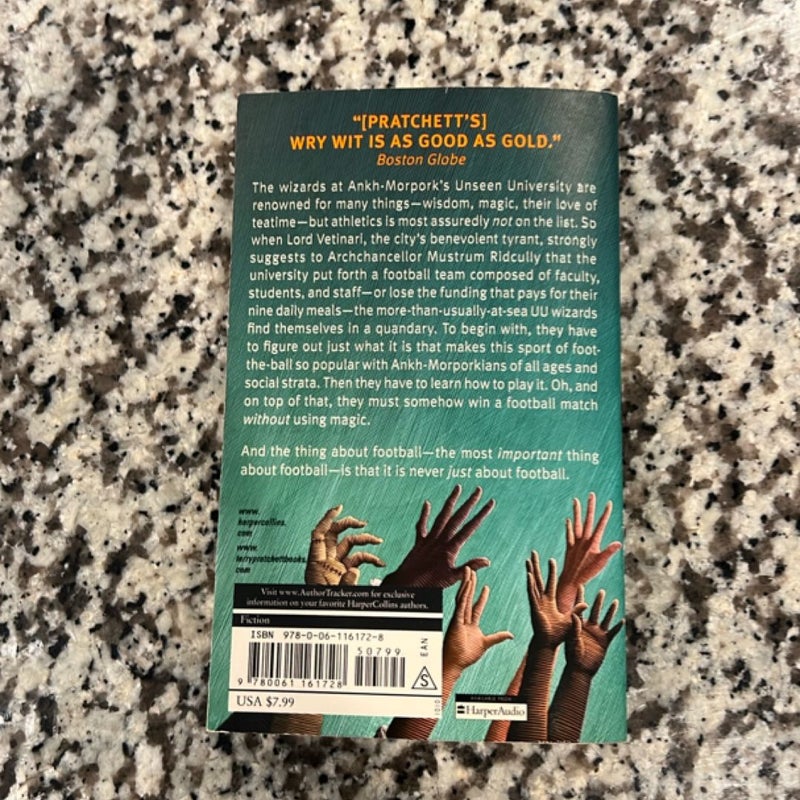 “[PRATCHETT’S]
WRY WIT IS AS GOOD AS GOLD.”
Boston Globe
The wizards at Ankh-Morpork’s Unseen University are
renowned for many things—wisdom, magic, their love of
teatime—but athletics is most assuredly not on the list. So
when Lord Vetinari, the city’s benevolent tyrant, strongly
suggests to Archchancellor Mustrum Ridcully that the
university put forth a football team composed of faculty,
students, and staff—or lose the funding that pays for their
nine daily meals—the more-than-usually-at-sea UU wizards
find themselves in a quandary. To begin with, they have
to figure out just what it is that makes this sport of foot-
the-ball so popular with Ankh-Morporkians of all ages and
social strata. Then they have to learn how to play it. Oh, and
on top of that, they must somehow win a football match
without using magic.
And the thing about football—the most important thing
about football—is that it is never just about football.
www.
harpercollins.
com
www.
terrypratchettbooks.
com
Visit www.AuthorTracker.com for exclusive
information on your favorite HarperCollins authors.
Fiction
ISBN 978-0-06-116172-8
50799
EAN
9 780061 161728
S
USA $7.99
1010
AVAILABLE FROM
HarperAudio